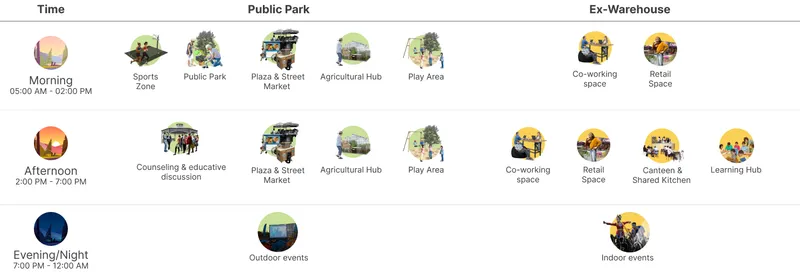 Time
Public Park
Ex-Warehouse
Morning
05:00 AM - 02:00 PM
Sports
Zone
Public Park
Plaza & Street
Market
Agricultural Hub
Play Area
Co-working
space
Retail
Space
Afternoon
2:00 PM - 7:00 PM
Counseling & educative
discussion
Plaza & Street
Market
Agricultural Hub
Play Area
Co-working
space
Retail
Space
Canteen &
Shared Kitchen
Learning Hub
Evening/Night
7:00 PM - 12:00 AM
Outdoor events
Indoor events